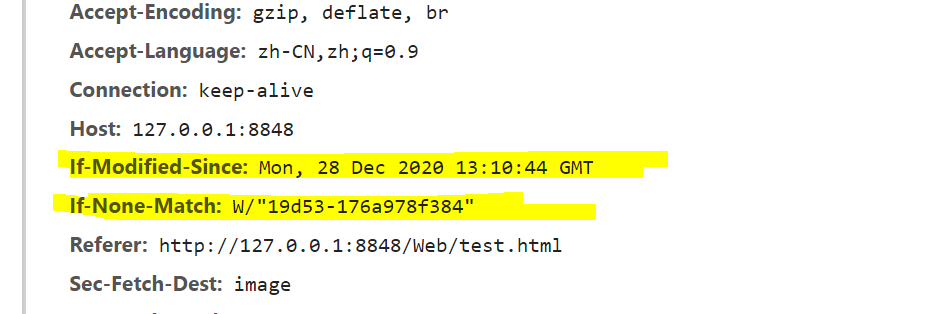 Accept-Encoding: gzip, deflate, br
Accept-Language: zh-CN,zh;q=0.9
Connection: keep-alive
Host: 127.0.0.1:8848
If-Modified-Since: Mon, 28 Dec 2020 13:10:44 GMT
If-None-Match: W/"19d53-176a978f384"
Referer: http://127.0.0.1:8848/Web/test.html
Sec-Fetch-Dest: image